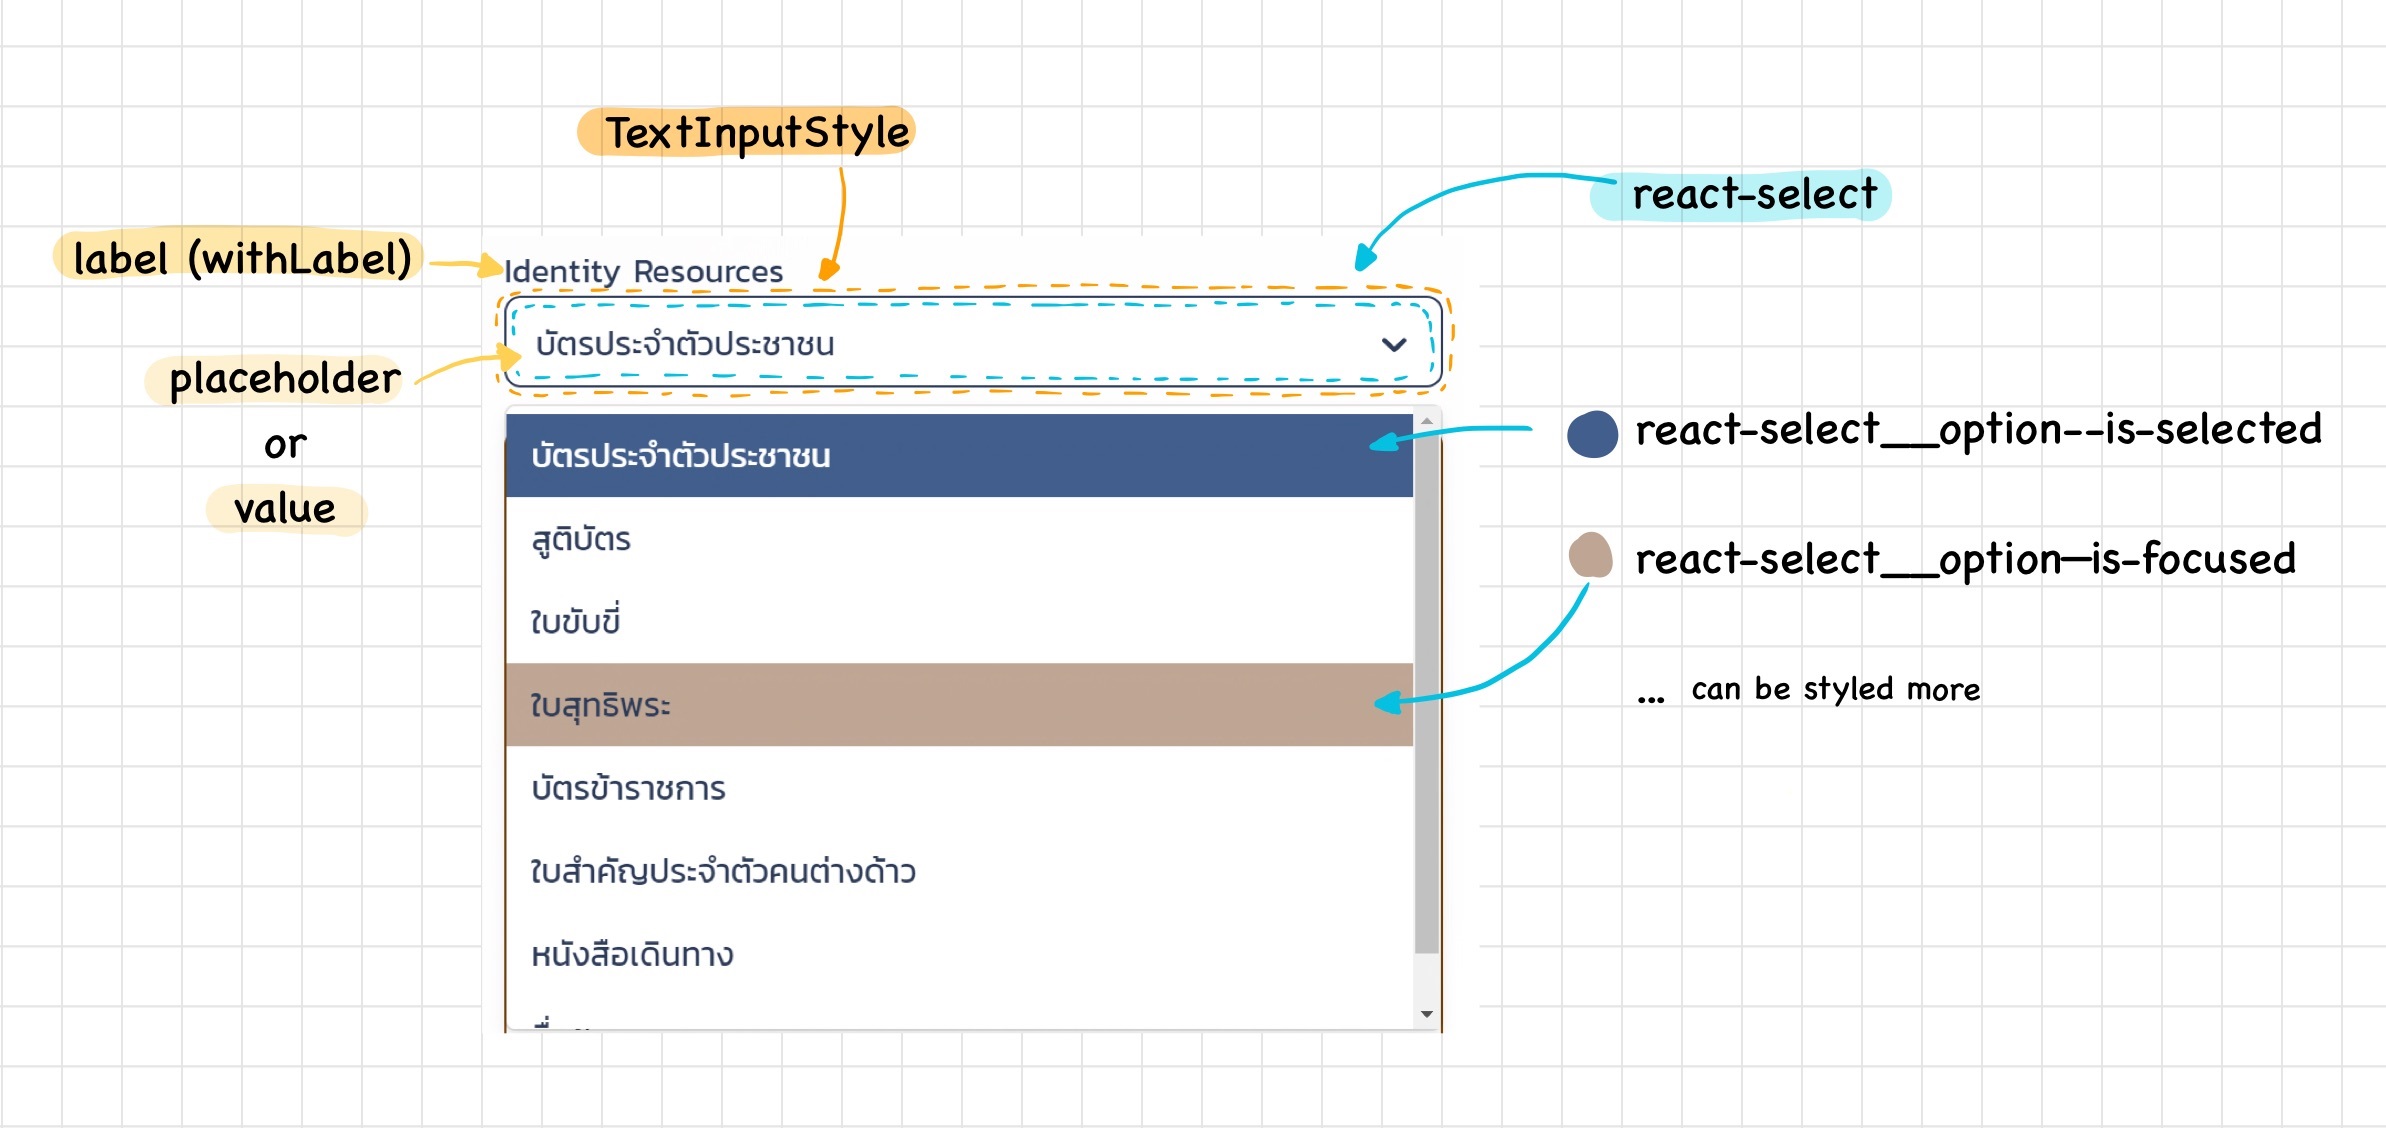 TextInputStyle
react-select
label (withLabel)
Identity Resources
บัตรประจำตัวประชาชน
placeholder
or
value
บัตรประจำตัวประชาชน
react-select__option--is-selected
สูติบัตร
react-select__option—is-focused
ใบขับขี่
ใบสุทธิพระ
... can be styled more
บัตรข้าราชการ
ใบสำคัญประจำตัวคนต่างด้าว
หนังสือเดินทาง